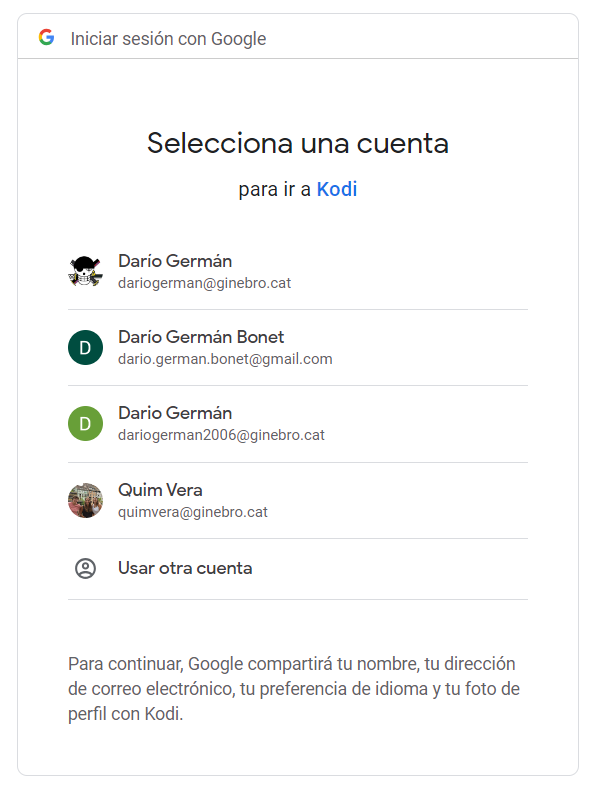 Iniciar sesión con Google
Selecciona una cuenta
para ir a Kodi
Darío Germán
dariogerman@ginebro.cat
D
Darío Germán Bonet
dario.german.bonet@gmail.com
D
Dario Germán
dariogerman2006@ginebro.cat
Quim Vera
quimvera@ginebro.cat
Usar otra cuenta
Para continuar, Google compartirá tu nombre, tu dirección
de correo electrónico, tu preferencia de idioma y tu foto de
perfil con Kodi.